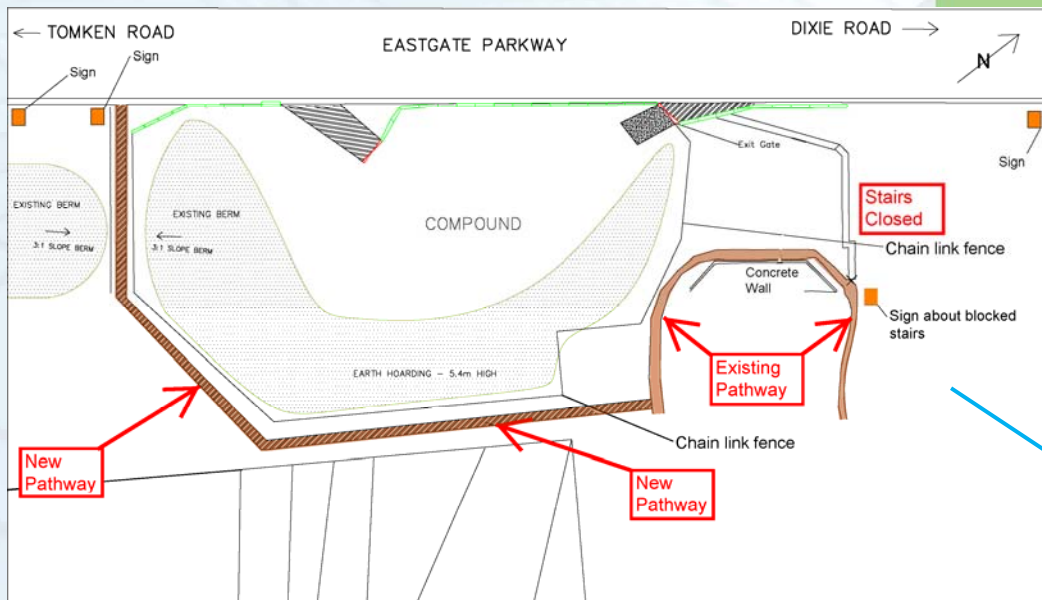 ← TOMKEN ROAD
EASTGATE PARKWAY
DIXIE ROAD →
N
Sign
Sign
Sign
Exit Gate
EXISTING BERM
3:1 SLOPE BERM
EXISTING BERM
3:1 SLOPE BERM
COMPOUND
Stairs
Closed
Chain link fence
Concrete
Wall
Sign about blocked
stairs
Existing
Pathway
EARTH HOARDING – 5.4m HIGH
Chain link fence
New
Pathway
New
Pathway